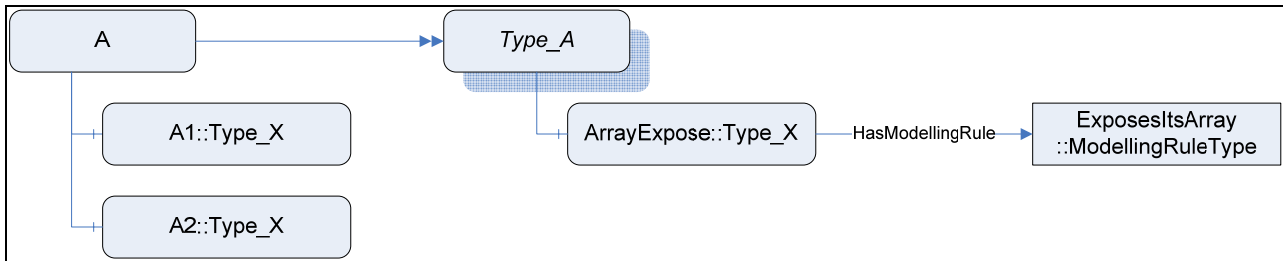 A
Type_A
A1::Type_X
ArrayExpose::Type_X
HasModellingRule
ExposesItsArray
::ModellingRuleType
A2::Type_X